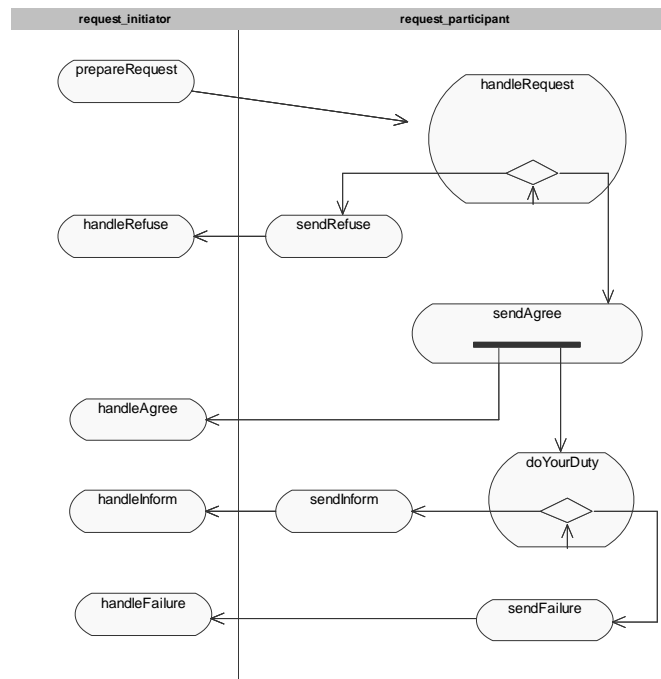 request_initiator
request_participant
prepareRequest
handleRequest
handleRefuse
sendRefuse
sendAgree
handleAgree
doYourDuty
handleInform
sendInform
handleFailure
sendFailure